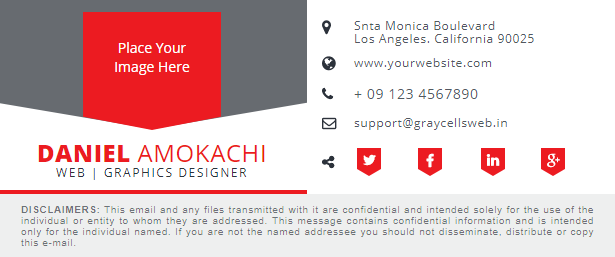 Place Your
Image Here
DANIEL AMOKACHI
WEB | GRAPHICS DESIGNER
Snta Monica Boulevard
Los Angeles. California 90025
www.yourwebsite.com
+ 09 123 4567890
support@graycellsweb.in
f
in
g+
DISCLAIMERS: This email and any files transmitted with it are confidential and intended solely for the use of the
individual or entity to whom they are addressed. This message contains confidential information and is intended
only for the individual named. If you are not the named addressee you should not disseminate, distribute or copy
this e-mail.